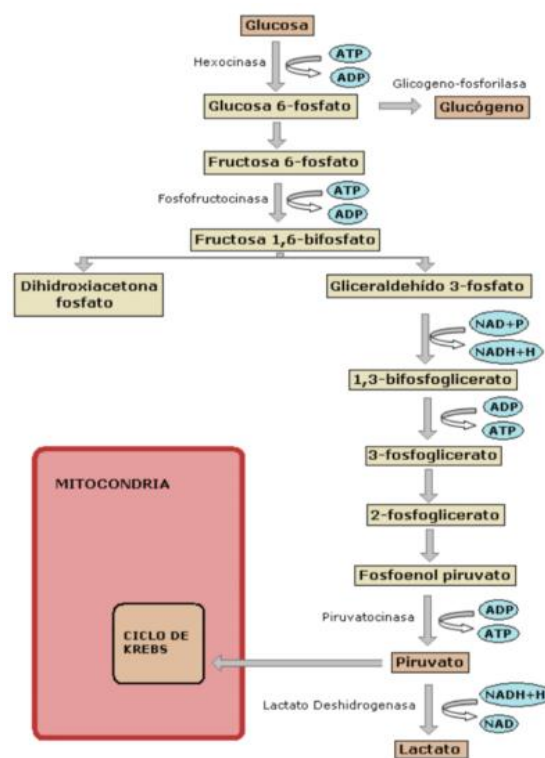 Glucosa
Hexocinasa
ATP
ADP
Glicogeno-fosforilasa
Glucosa 6-fosfato
Glucógeno
Fructosa 6-fosfato
Fosfofructocinasa
ATP
ADP
Fructosa 1,6-bifosfato
Dihidroxiacetona
fosfato
Gliceraldehído 3-fosfato
NAD+P
NADH+H
1,3-bifosfoglicerato
ADP
ATP
3-fosfoglicerato
MITOCONDRIA
2-fosfoglicerato
Fosfoenol piruvato
Piruvatocinasa
ADP
ATP
CICLO DE
KREBS
Piruvato
Lactato Deshidrogenasa
NADH+H
NAD
Lactato